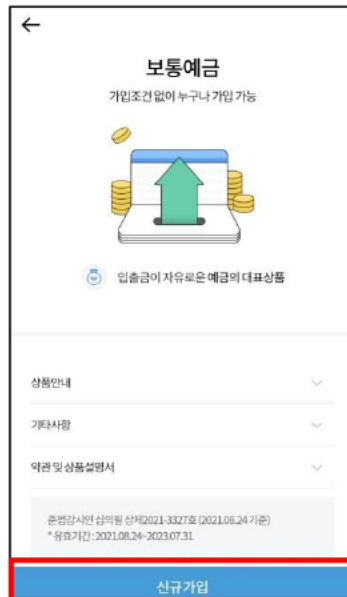 보통예금
가입조건 없이 누구나 가입 가능
입출금이 자유로운 예금의 대표상품
상품안내
기타사항
약관 및 상품설명서
준법감시인 심의필 상제2021-3327호 (2021.08.24 기준)
* 유효기간 : 2021.08.24~2023.07.31
신규가입